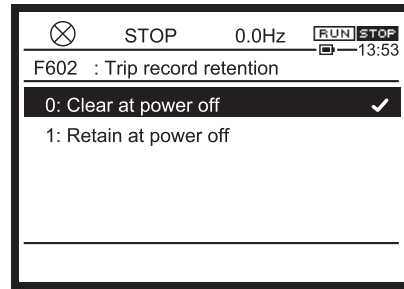 STOP 0.0Hz RUN STOP
13:53
F602 : Trip record retention
0: Clear at power off
1: Retain at power off